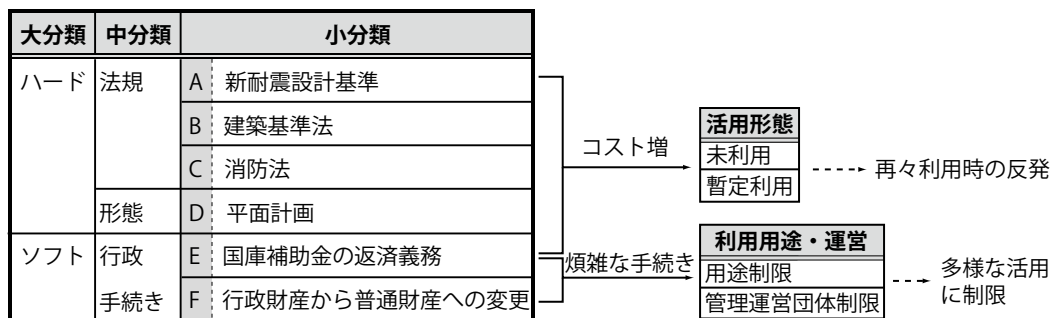 大分類 中分類 小分類
ハード 法規 A 新耐震設計基準
B 建築基準法
C 消防法
形態 D 平面計画
ソフト 行政 E 国庫補助金の返済義務
手続き F 行政財産から普通財産への変更
コスト増
煩雑な手続き
活用形態
未利用
暫定利用
再々利用時の反発
利用用途・運営
用途制限
管理運営団体制限
多様な活用
に制限